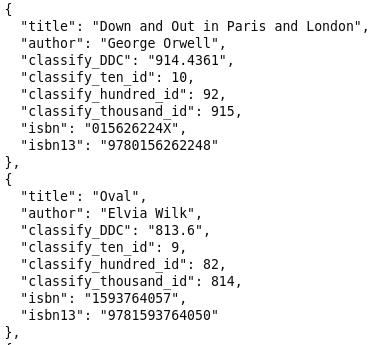 {
  "title": "Down and Out in Paris and London",
  "author": "George Orwell",
  "classify_DDC": "914.4361",
  "classify_ten_id": 10,
  "classify_hundred_id": 92,
  "classify_thousand_id": 915,
  "isbn": "015626224X",
  "isbn13": "9780156262248"
},
{
  "title": "Oval",
  "author": "Elvia Wilk",
  "classify_DDC": "813.6",
  "classify_ten_id": 9,
  "classify_hundred_id": 82,
  "classify_thousand_id": 814,
  "isbn": "1593764057",
  "isbn13": "9781593764050"
},
{